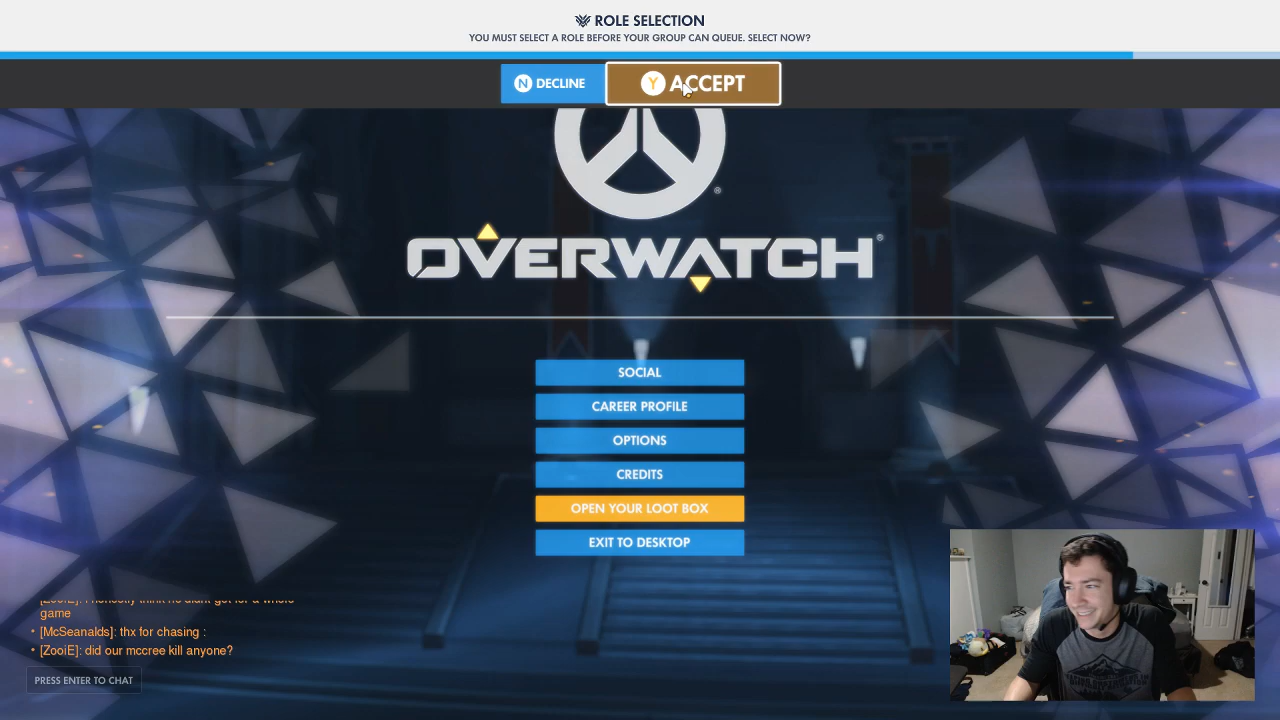 ROLE SELECTION
YOU MUST SELECT A ROLE BEFORE YOUR GROUP CAN QUEUE. SELECT NOW?
N DECLINE
Y ACCEPT
OVERWATCH
SOCIAL
CAREER PROFILE
OPTIONS
CREDITS
OPEN YOUR LOOT BOX
EXIT TO DESKTOP
game
[McSeanalds]: thx for chasing :
[ZooiE]: did our mccree kill anyone?
PRESS ENTER TO CHAT